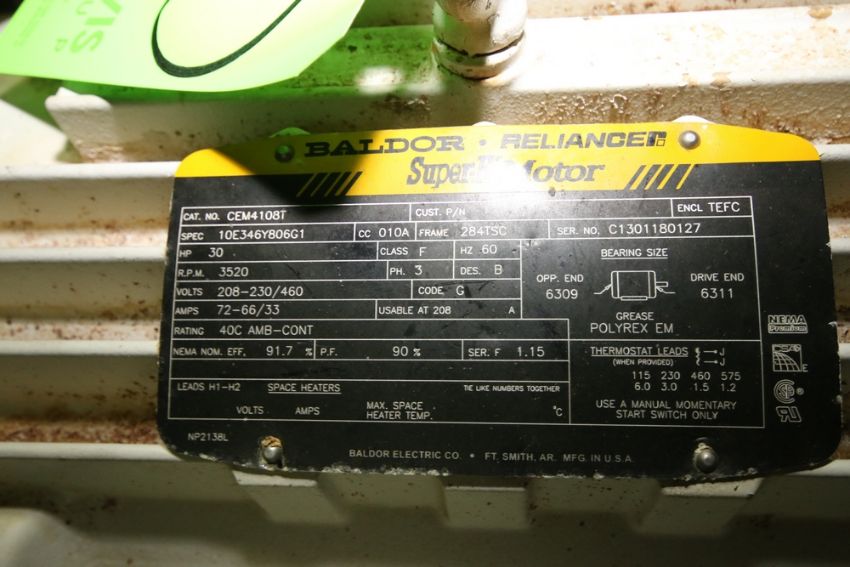 VIS
BALDOR • RELIANCER
Super-E Motor
CAT. NO. CEM4108T CUST. P/N ENCL TEFC
SPEC 10E346Y806G1 CC 010A FRAME 284TSC SER. NO. C1301180127
HP 30 CLASS F HZ 60 BEARING SIZE
R.P.M. 3520 PH. 3 DES. B OPP. END DRIVE END
VOLTS 208-230/460 CODE G 6309 6311
AMPS 72-66/33 USABLE AT 208 A GREASE
RATING 40C AMB-CONT POLYREX EM
NEMA
Premium
NEMA NOM. EFF. 91.7 % P.F. 90 % SER. F 1.15 THERMOSTAT LEADS J
(WHEN PROVIDED) J
115 230 460 575
6.0 3.0 1.5 1.2
LEADS H1-H2 SPACE HEATERS TIE LIKE NUMBERS TOGETHER
VOLTS AMPS MAX. SPACE HEATER TEMP. °C
USE A MANUAL MOMENTARY
START SWITCH ONLY
NP2138L
BALDOR ELECTRIC CO. • FT. SMITH, AR. MFG. IN U.S.A.